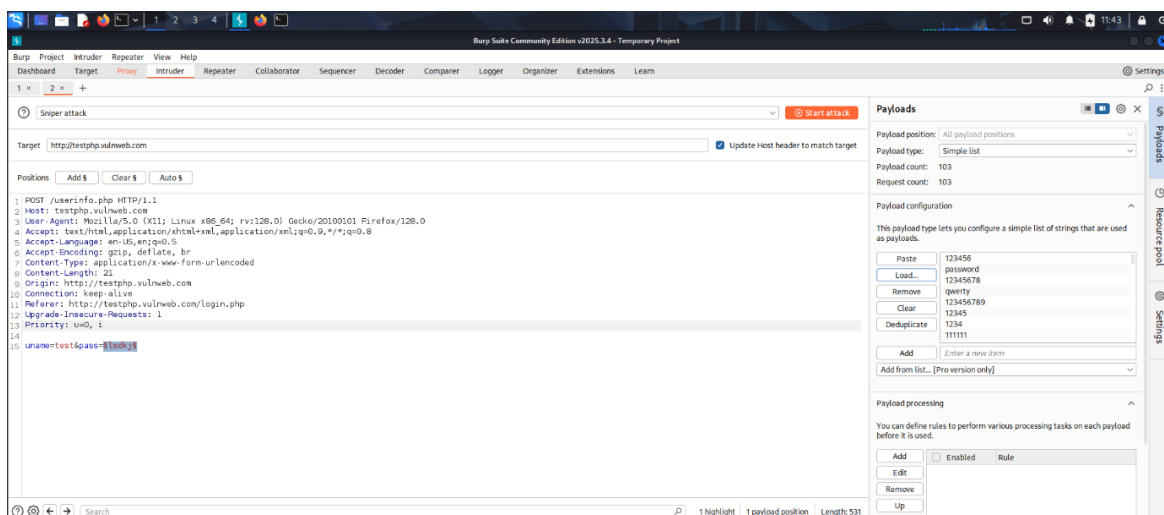 1 2 3 4 11:43
Burp Suite Community Edition v2025.3.4 - Temporary Project
Burp Project Intruder Repeater View Help
Dashboard Target Proxy Intruder Repeater Collaborator Sequencer Decoder Comparer Logger Organizer Extensions Learn Settings
1 × 2 × +
Sniper attack Start attack
Target http://testphp.vulnweb.com Update Host header to match target
Positions Add § Clear § Auto §
1 POST /userinfo.php HTTP/1.1
2 Host: testphp.vulnweb.com
3 User-Agent: Mozilla/5.0 (X11; Linux x86_64; rv:128.0) Gecko/20100101 Firefox/128.0
4 Accept: text/html,application/xhtml+xml,application/xml;q=0.9,*/*;q=0.8
5 Accept-Language: en-US,en;q=0.5
6 Accept-Encoding: gzip, deflate, br
7 Content-Type: application/x-www-form-urlencoded
8 Content-Length: 21
9 Origin: http://testphp.vulnweb.com
10 Connection: keep-alive
11 Referer: http://testphp.vulnweb.com/login.php
12 Upgrade-Insecure-Requests: 1
13 Priority: u=0, i
14
15 uname=test&pass=§lsdkj§
Search 1 highlight 1 payload position Length: 531
Payloads
Payload position: All payload positions
Payload type: Simple list
Payload count: 103
Request count: 103
Payload configuration
This payload type lets you configure a simple list of strings that are used
as payloads.
Paste
Load...
Remove
Clear
Deduplicate
123456
password
12345678
qwerty
123456789
12345
1234
111111
Add Enter a new item
Add from list... [Pro version only]
Payload processing
You can define rules to perform various processing tasks on each payload
before it is used.
Add Enabled Rule
Edit
Remove
Up
Payloads
Resource pool
Settings